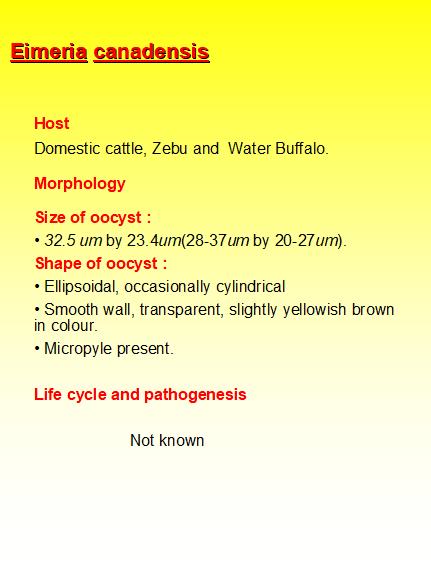 Eimeria canadensis
Host
Domestic cattle, Zebu and Water Buffalo.
Morphology
Size of oocyst :
• 32.5 um by 23.4um(28-37um by 20-27um).
Shape of oocyst :
• Ellipsoidal, occasionally cylindrical
• Smooth wall, transparent, slightly yellowish brown
in colour.
• Micropyle present.
Life cycle and pathogenesis
Not known